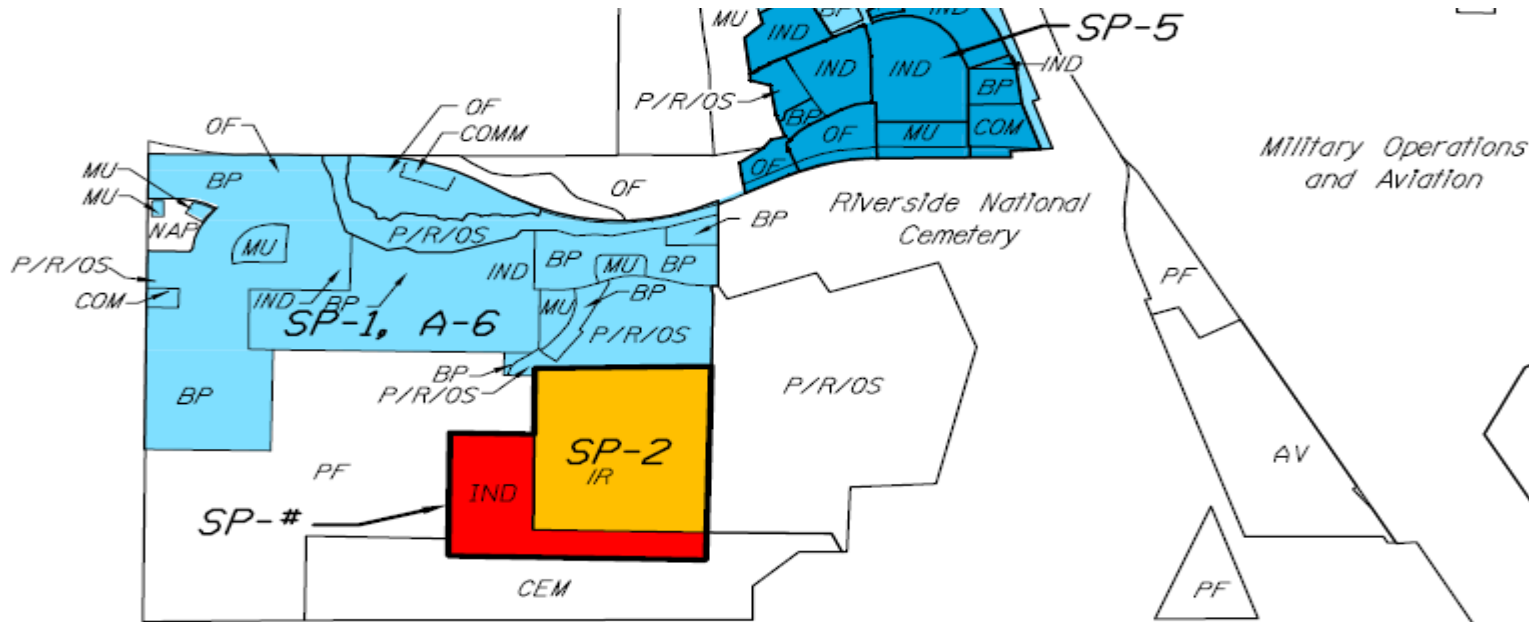 BP
IND
MU
IND
SP-5
IND
IND
IND
P/R/OS
BP
BP
OF
MU
COM
OF
OF
OF
COMM
OF
MU
MU
BP
NAP
MU
P/R/OS
COM
P/R/OS
IND
BP
BP
MU
BP
OF
BP
Riverside National
Cemetery
Military Operations
and Aviation
IND
BP
SP-1, A-6
MU
BP
P/R/OS
BP
P/R/OS
BP
P/R/OS
PF
PF
SP-2
IR
IND
SP-#
CEM
AV
PF